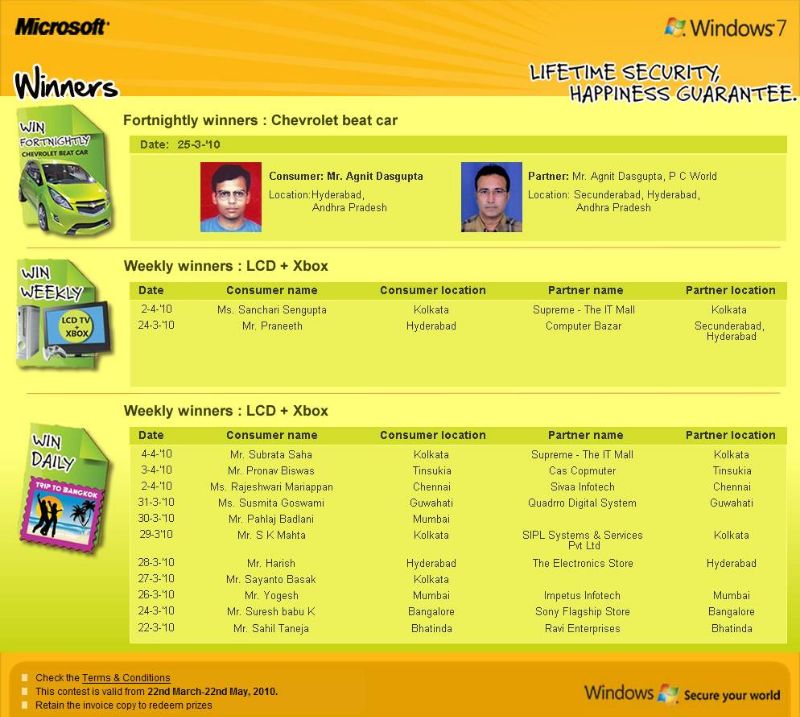 Microsoft
Windows 7
Winners
LIFETIME SECURITY,
HAPPINESS GUARANTEE.
WIN
FORTNIGHTLY
CHEVROLET BEAT CAR
Fortnightly winners : Chevrolet beat car
Date: 25-3-'10
Consumer: Mr. Agnit Dasgupta
Location:Hyderabad,
Andhra Pradesh
Partner: Mr. Agnit Dasgupta, P C World
Location: Secunderabad, Hyderabad,
Andhra Pradesh
WIN
WEEKLY
LCD TV
+
XBOX
Weekly winners : LCD + Xbox
Date Consumer name Consumer location Partner name Partner location
2-4-'10 Ms. Sanchari Sengupta Kolkata Supreme - The IT Mall Kolkata
24-3-'10 Mr. Praneeth Hyderabad Computer Bazar Secunderabad,
Hyderabad
WIN
DAILY
TRIP TO BANGKOK
Weekly winners : LCD + Xbox
Date Consumer name Consumer location Partner name Partner location
4-4-'10 Mr. Subrata Saha Kolkata Supreme - The IT Mall Kolkata
3-4-'10 Mr. Pronav Biswas Tinsukia Cas Copmuter Tinsukia
2-4-'10 Ms. Rajeshwari Mariappan Chennai Sivaa Infotech Chennai
31-3-'10 Ms. Susmita Goswami Guwahati Quadrro Digital System Guwahati
30-3-'10 Mr. Pahlaj Badlani Mumbai
29-3'10 Mr. S K Mahta Kolkata SIPL Systems & Services Kolkata
Pvt Ltd
28-3-'10 Mr. Harish Hyderabad The Electronics Store Hyderabad
27-3-'10 Mr. Sayanto Basak Kolkata
26-3-'10 Mr. Yogesh Mumbai Impetus Infotech Mumbai
24-3-'10 Mr. Suresh babu K Bangalore Sony Flagship Store Bangalore
22-3-'10 Mr. Sahil Taneja Bhatinda Ravi Enterprises Bhatinda
Check the Terms & Conditions
This contest is valid from 22nd March-22nd May, 2010.
Retain the invoice copy to redeem prizes
Windows Secure your world